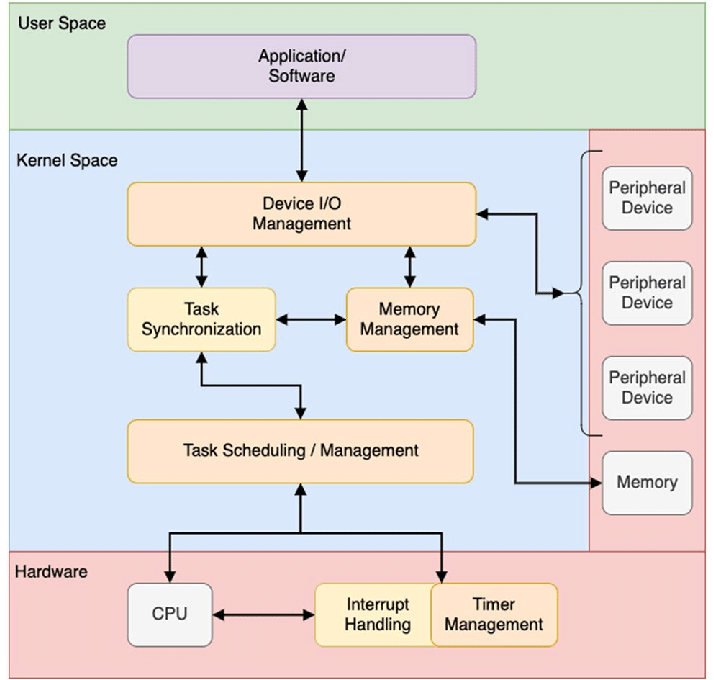 User Space
Application/
Software
Kernel Space
Device I/O
Management
Peripheral
Device
Peripheral
Device
Task
Synchronization
Memory
Management
Peripheral
Device
Task Scheduling / Management
Memory
Hardware
CPU
Interrupt
Handling
Timer
Management